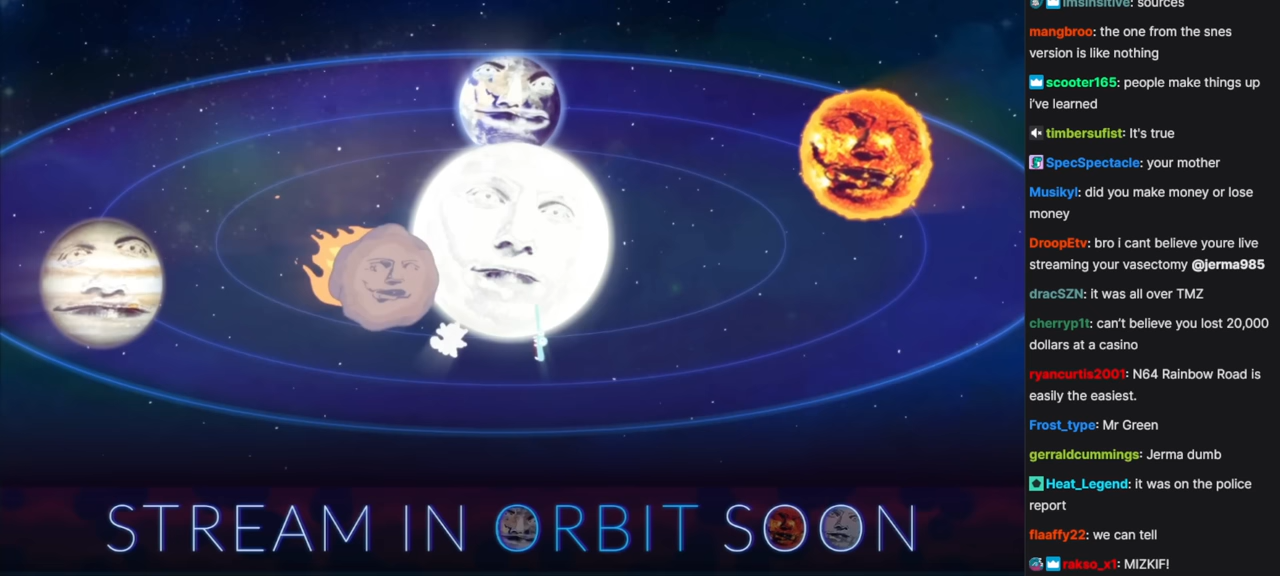 imsinsitive: sources
mangbroo: the one from the snes
version is like nothing
scooter165: people make things up
i've learned
timbersufist: It's true
SpecSpectacle: your mother
Musikyl: did you make money or lose
money
DroopEtv: bro i cant believe youre live
streaming your vasectomy @jerma985
dracSZN: it was all over TMZ
cherryp1t: can't believe you lost 20,000
dollars at a casino
ryancurtis2001: N64 Rainbow Road is
easily the easiest.
Frost_type: Mr Green
gerraldcummings: Jerma dumb
Heat_Legend: it was on the police
report
flaaffy22: we can tell
rakso_x1: MIZKIF!
STREAM IN ORBIT SOON